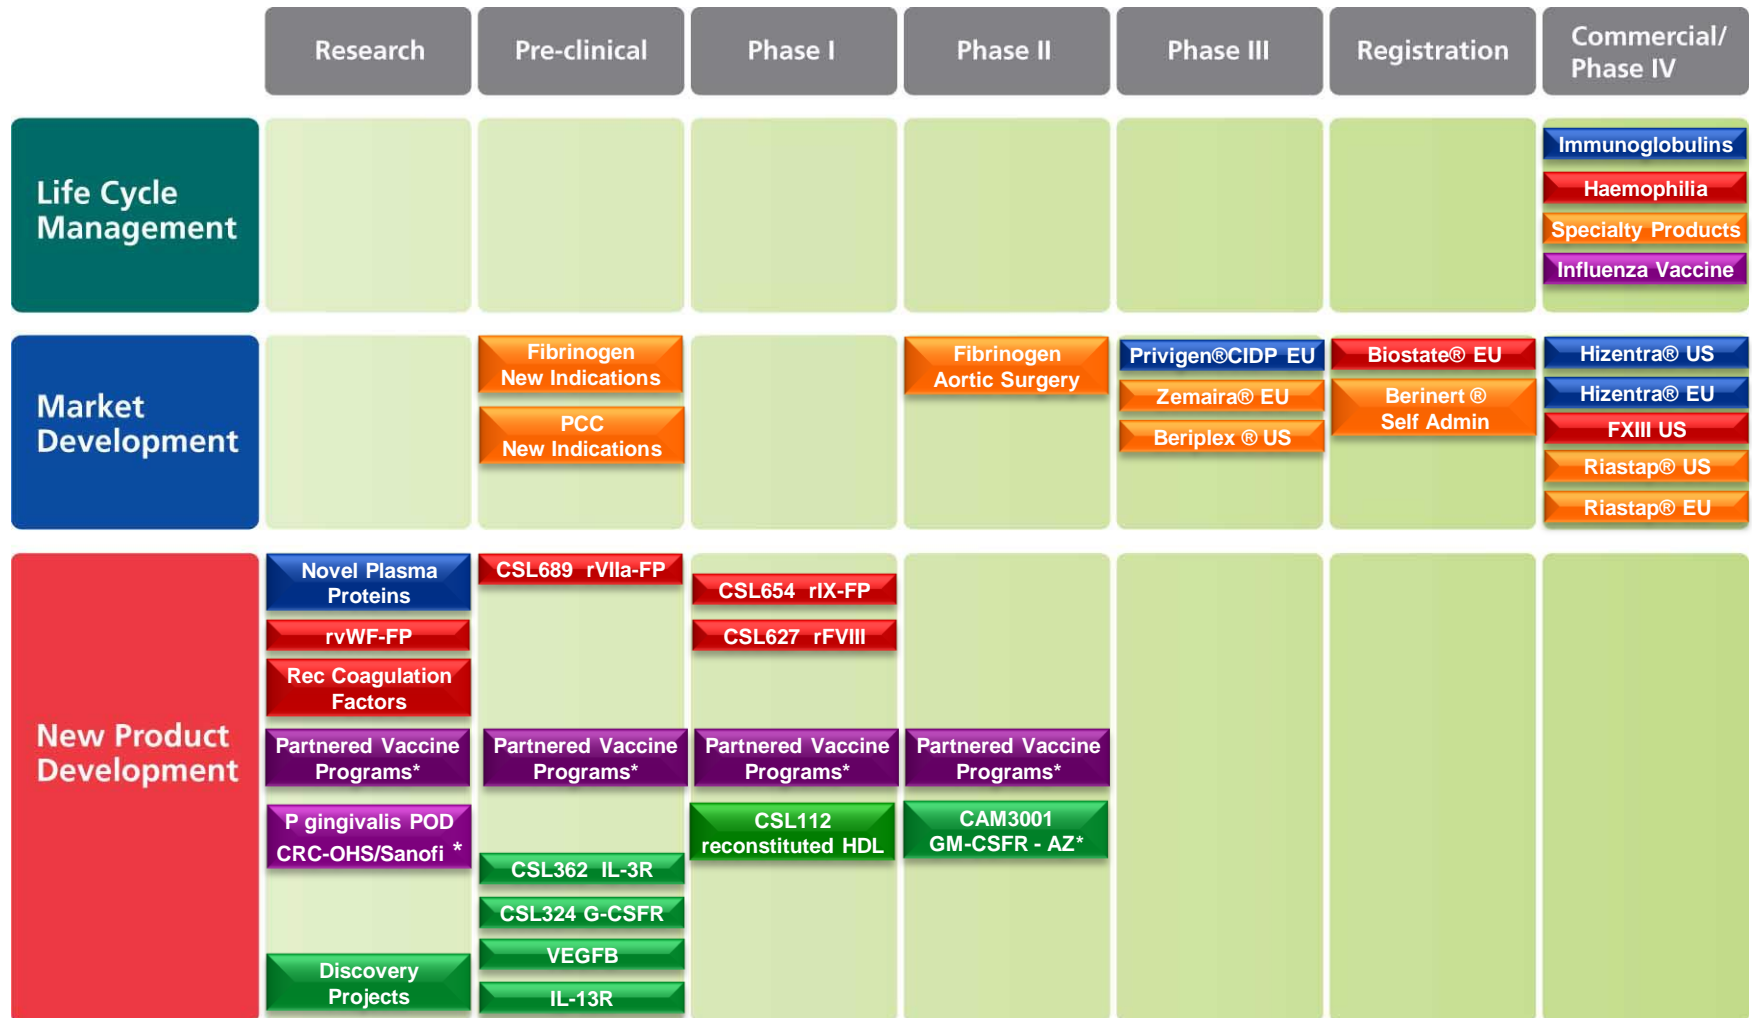 Research
Pre-clinical
Phase I
Phase II
Phase III
Registration
Commercial/
Phase IV
Life Cycle
Management
Immunoglobulins
Haemophilia
Specialty Products
Influenza Vaccine
Market
Development
Fibrinogen
New Indications
PCC
New Indications
Fibrinogen
Aortic Surgery
Privigen®CIDP EU
Zemaira® EU
Beriplex ® US
Biostate® EU
Berinert ®
Self Admin
Hizentra® US
Hizentra® EU
FXIII US
Riastap® US
Riastap® EU
New Product
Development
Novel Plasma
Proteins
rvWF-FP
Rec Coagulation
Factors
Partnered Vaccine
Programs*
P gingivalis POD
CRC-OHS/Sanofi *
Discovery
Projects
CSL689 rVIIa-FP
Partnered Vaccine
Programs*
CSL362 IL-3R
CSL324 G-CSFR
VEGFB
IL-13R
CSL654 rIX-FP
CSL627 rFVIII
Partnered Vaccine
Programs*
CSL112
reconstituted HDL
Partnered Vaccine
Programs*
CAM3001
GM-CSFR - AZ*